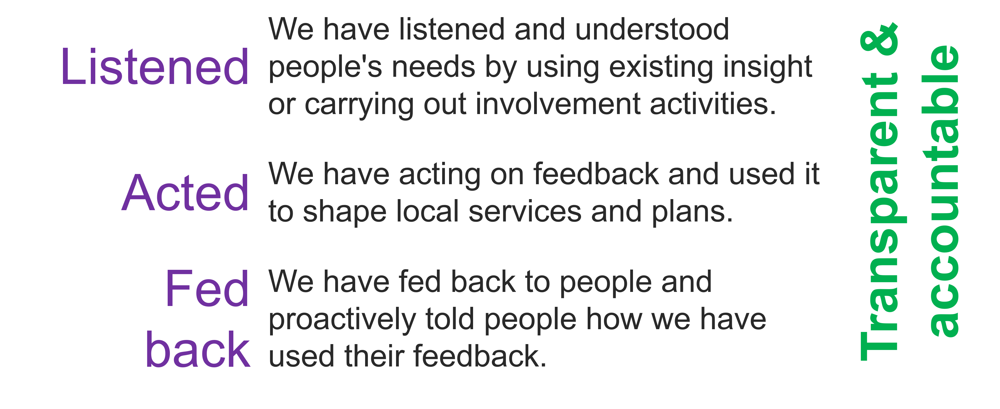 Listened
We have listened and understood
people's needs by using existing insight
or carrying out involvement activities.
Acted
We have acting on feedback and used it
to shape local services and plans.
Fed
back
We have fed back to people and
proactively told people how we have
used their feedback.
Transparent &
accountable